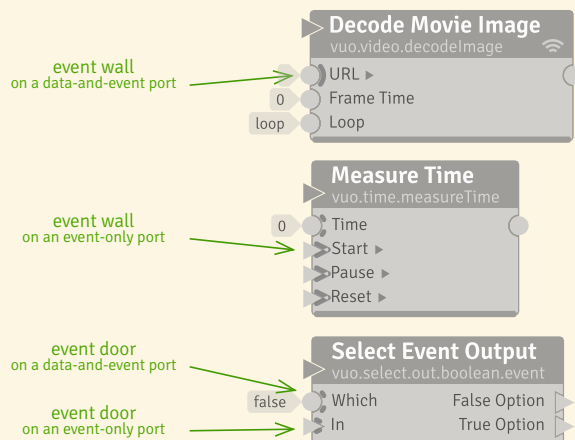 Decode Movie Image
vuo.video.decodeImage
event wall
on a data-and-event port
URL
0
Frame Time
loop
Loop
Measure Time
vuo.time.measureTime
event wall
on an event-only port
0
Time
Start
Pause
Reset
event door
on a data-and-event port
Select Event Output
vuo.select.out.boolean.event
false
Which
False Option
event door
on an event-only port
In
True Option